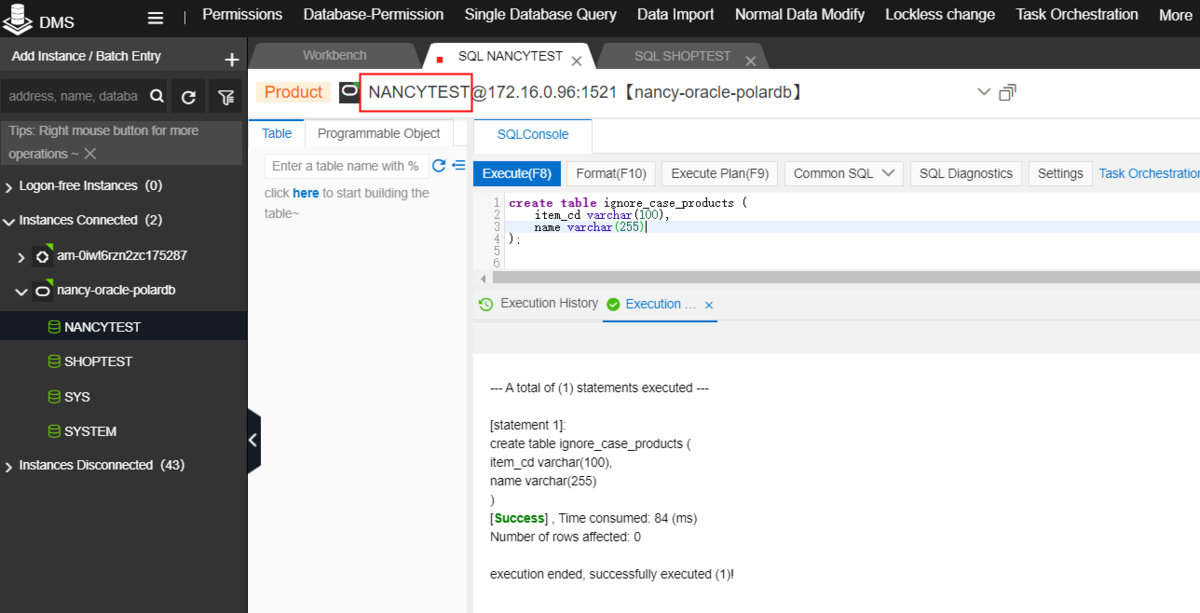 DMS
Permissions Database-Permission Single Database Query Data Import Normal Data Modify Lockless change Task Orchestration More
Add Instance / Batch Entry +
address, name, databa
Tips: Right mouse button for more
operations ~
Logon-free Instances (0)
Instances Connected (2)
am-0iwt6rzn2zc175287
nancy-oracle-polardb
NANCYTEST
SHOPTEST
SYS
SYSTEM
Instances Disconnected (43)
Workbench SQL NANCYTEST SQL SHOPTEST
Product NANCYTEST@172.16.0.96:1521【nancy-oracle-polardb】
Table Programmable Object
Enter a table name with %
click here to start building the
table~
SQLConsole
Execute(F8) Format(F10) Execute Plan(F9) Common SQL SQL Diagnostics Settings Task Orchestration
1 create table ignore_case_products (
2 item_cd varchar(100),
3 name varchar(255)
4 );
5
6
Execution History Execution ...
--- A total of (1) statements executed ---
[statement 1]:
create table ignore_case_products (
item_cd varchar(100),
name varchar(255)
)
[Success] , Time consumed: 84 (ms)
Number of rows affected: 0
execution ended, successfully executed (1)!